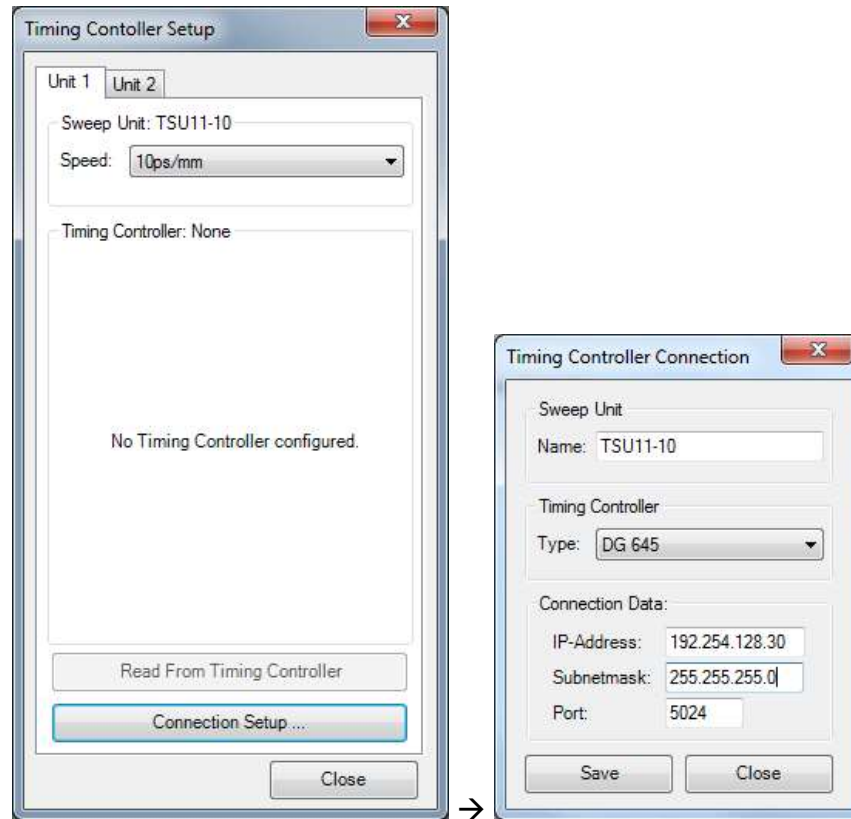 Timing Contoller Setup
Unit 1
Unit 2
Sweep Unit: TSU11-10
Speed: 10ps/mm
Timing Controller: None
No Timing Controller configured.
Read From Timing Controller
Connection Setup ...
Close
→
Timing Controller Connection
Sweep Unit
Name: TSU11-10
Timing Controller
Type: DG 645
Connection Data:
IP-Address: 192.254.128.30
Subnetmask: 255.255.255.0
Port: 5024
Save
Close